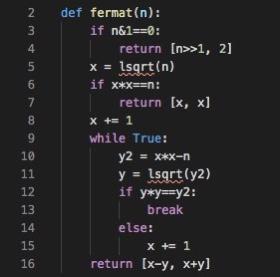 2 def fermat(n):
3 if n&1==0:
4 return [n>>1, 2]
5 x = lsqrt(n)
6 if x*x==n:
7 return [x, x]
8 x += 1
9 while True:
10 y2 = x*x-n
11 y = lsqrt(y2)
12 if y*y==y2:
13 break
14 else:
15 x += 1
16 return [x-y, x+y]